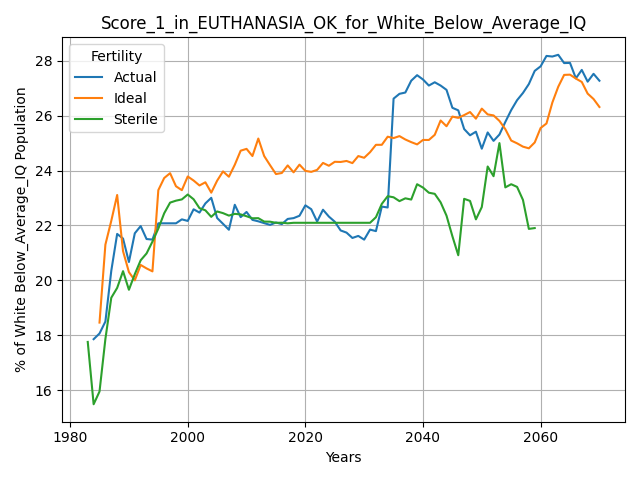 Score_1_in_EUTHANASIA_OK_for_White_Below_Average_IQ
Fertility
Actual
Ideal
Sterile
% of White Below_Average_IQ Population
28
26
24
22
20
18
16
1980
2000
2020
2040
2060
Years